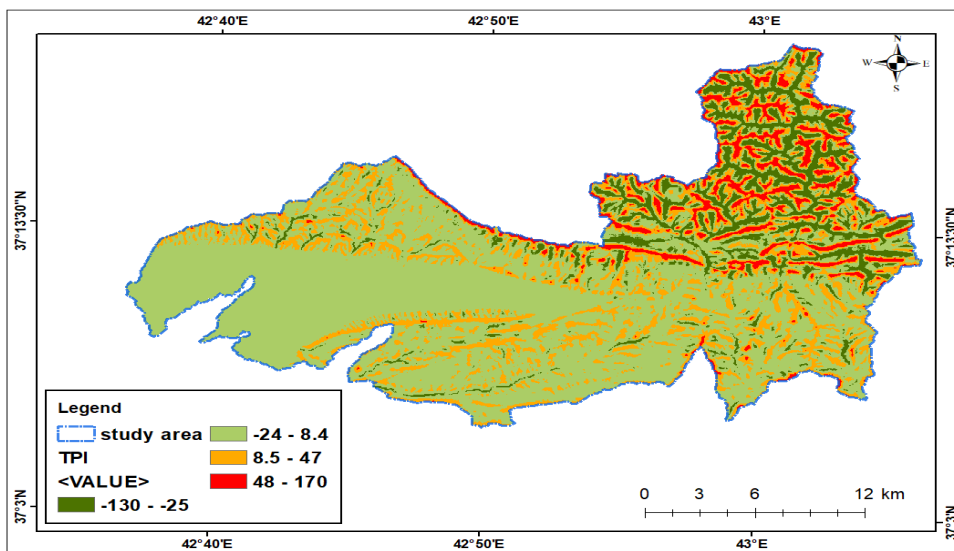 42°40'E 42°50'E 43°E
N
W E
S
37°13'30"N 37°13'30"N
Legend
study area -24 - 8.4
TPI 8.5 - 47
<VALUE> 48 - 170
-130 - -25
0 3 6 12 km
37°3'N 37°3'N
42°40'E 42°50'E 43°E